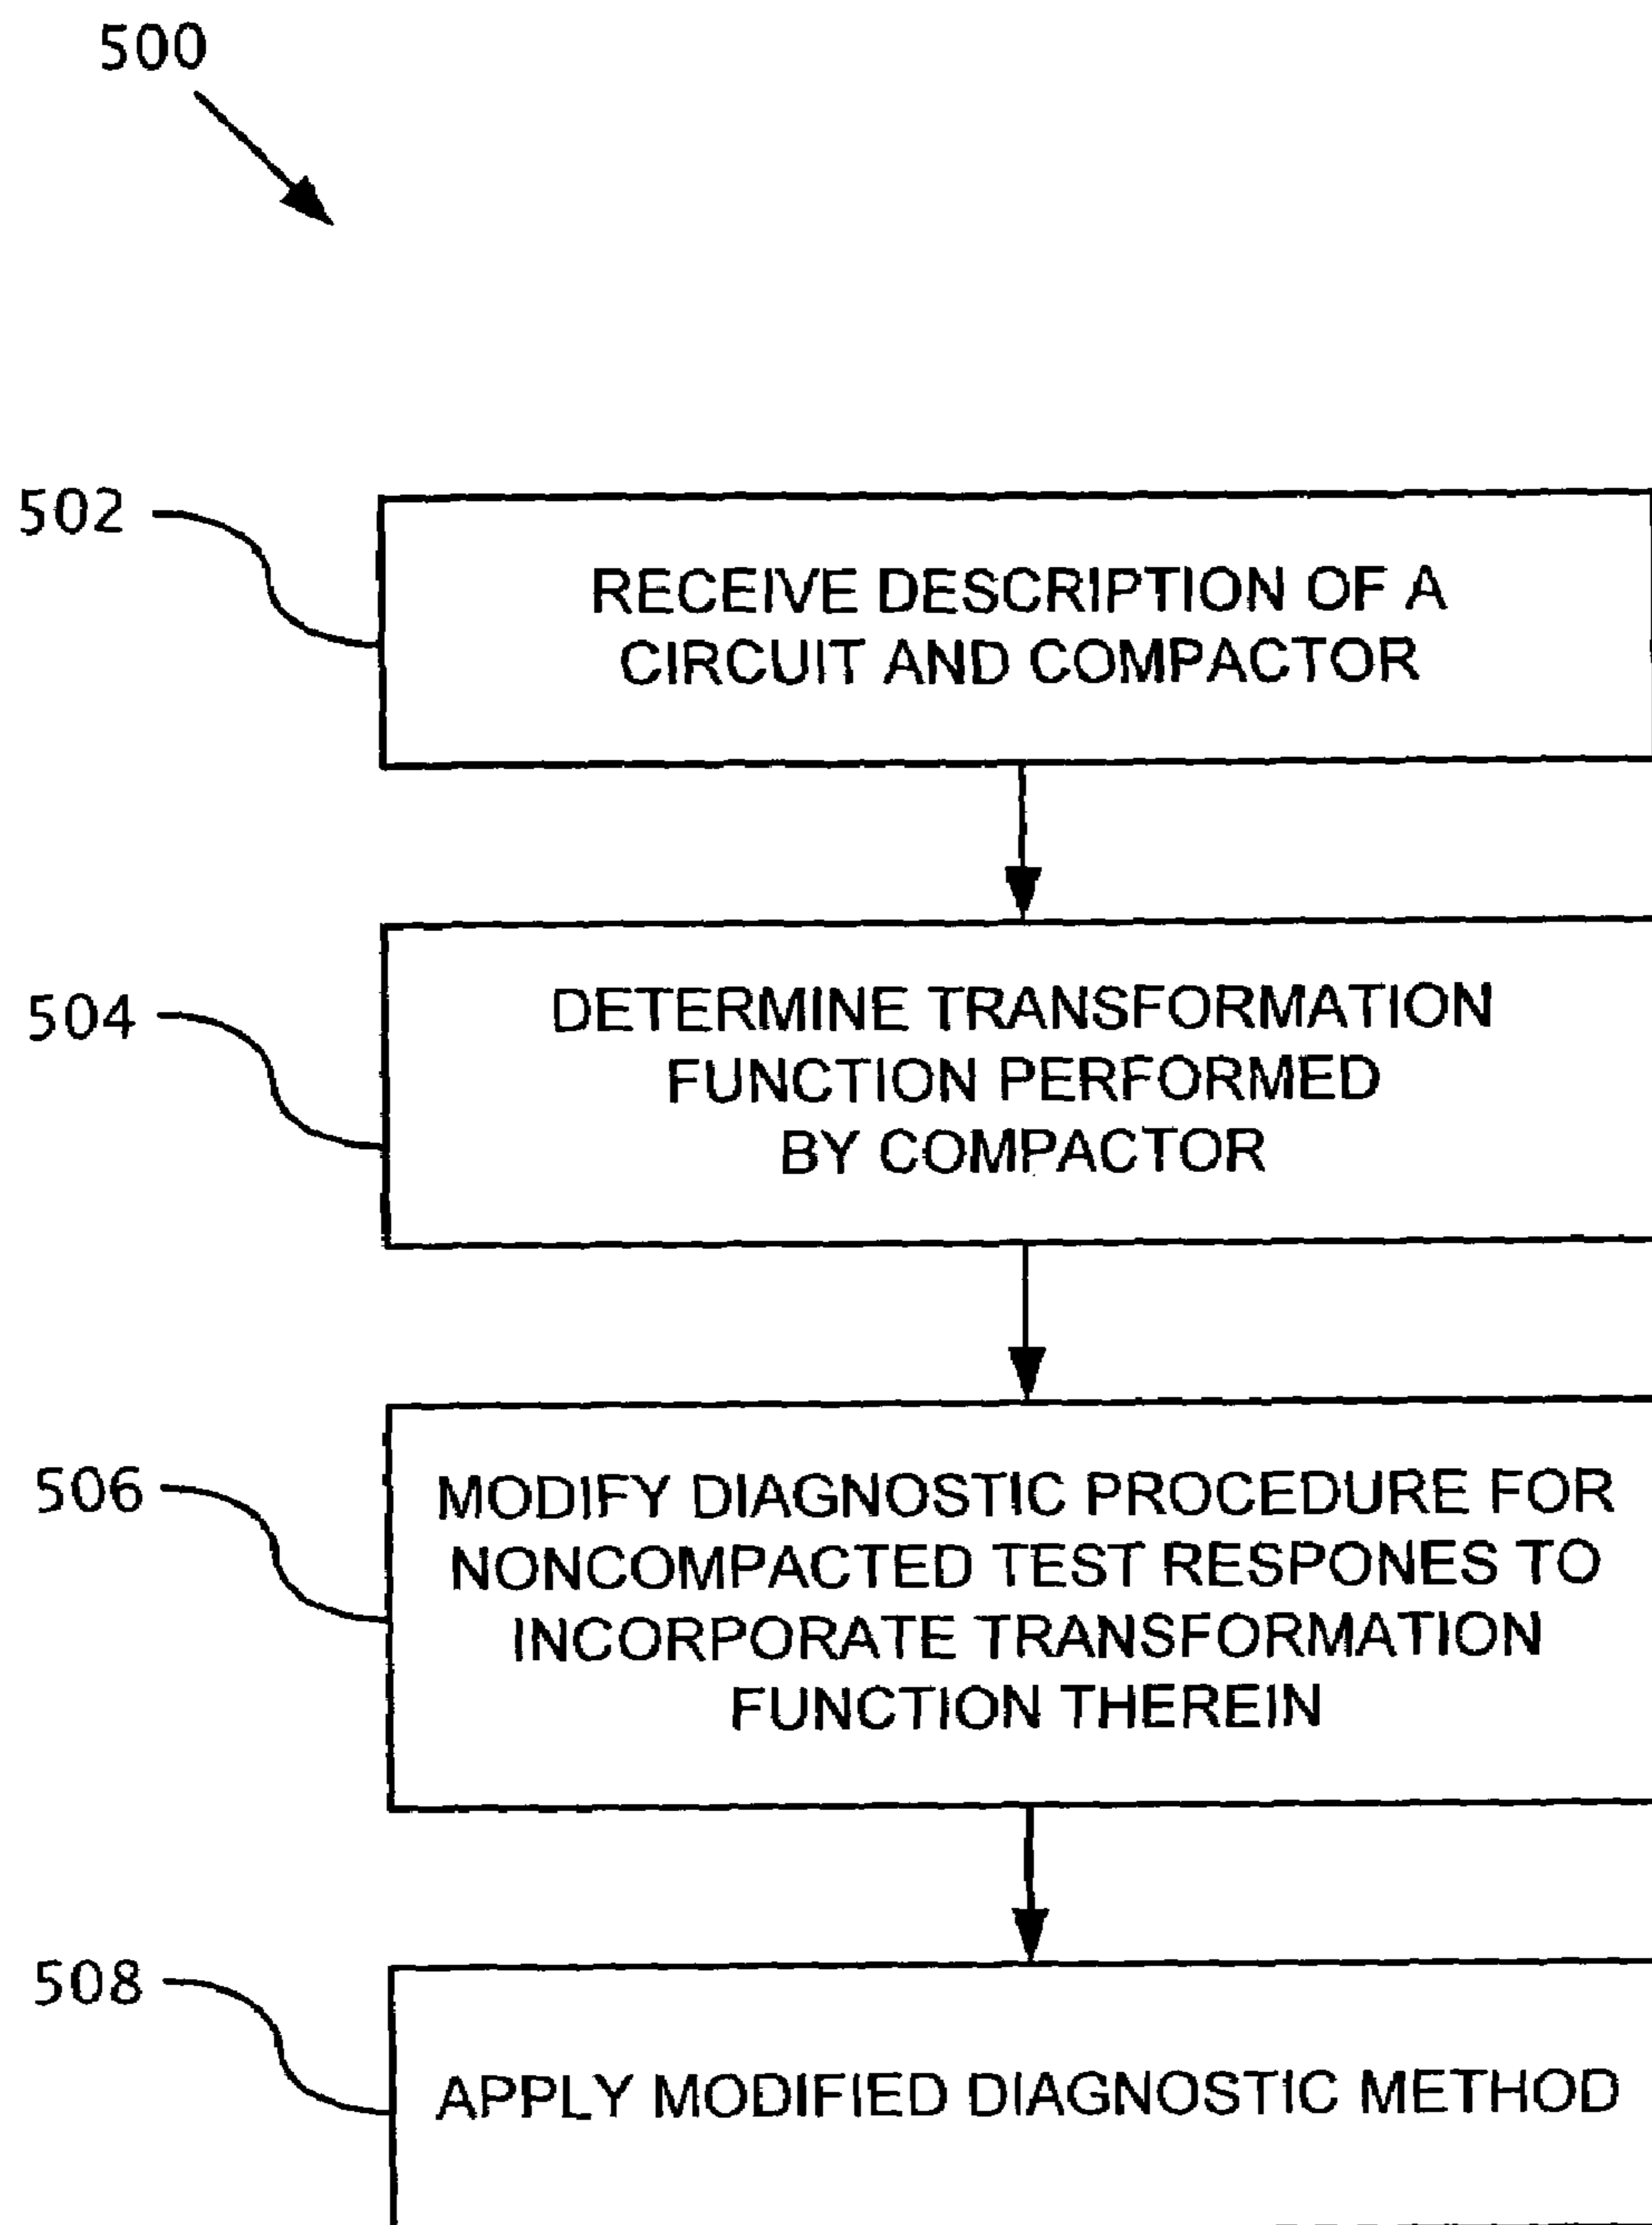 500
502
RECEIVE DESCRIPTION OF A
CIRCUIT AND COMPACTOR
504
DETERMINE TRANSFORMATION
FUNCTION PERFORMED
BY COMPACTOR
506
MODIFY DIAGNOSTIC PROCEDURE FOR
NONCOMPACTED TEST RESPONES TO
INCORPORATE TRANSFORMATION
FUNCTION THEREIN
508
APPLY MODIFIED DIAGNOSTIC METHOD